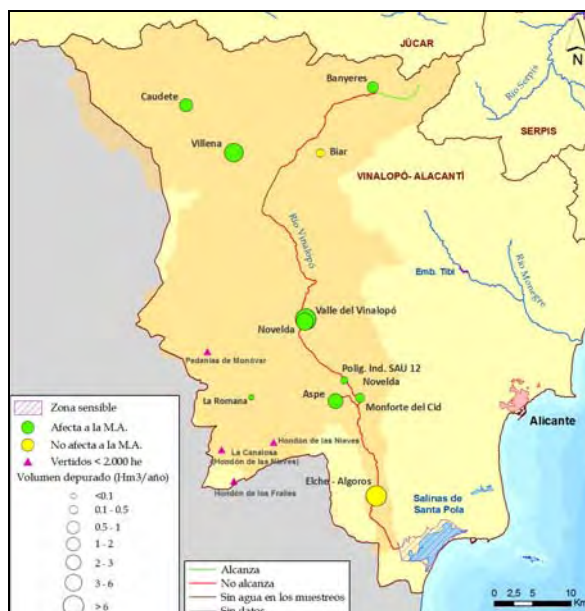 JÚCAR
N
Banyeres
Caudete
Río Serpis
SERPIS
Villena
Biar
VINALOPÓ- ALACANTÍ
Río Vinalopó
Emb. Tibi
Río Monegre
Valle del Vinalopó
Novelda
Pedanías de Monóvar
Polig. Ind. SAU 12
Novelda
La Romana
Aspe
Monforte del Cid
Alicante
Hondón de las Nieves
La Canalosa
(Hondón de las Nieves)
Elche - Algoros
Hondón de los Frailes
Salinas de
Santa Pola
Zona sensible
Afecta a la M.A.
No afecta a la M.A.
Vertidos < 2.000 he
Volumen depurado (Hm3/año)
<0.1
0.1 - 0.5
0.5 - 1
1 - 2
2 - 3
3 - 6
> 6
Alcanza
No alcanza
Sin agua en los muestreos
Sin datos
0 2,5 5 10